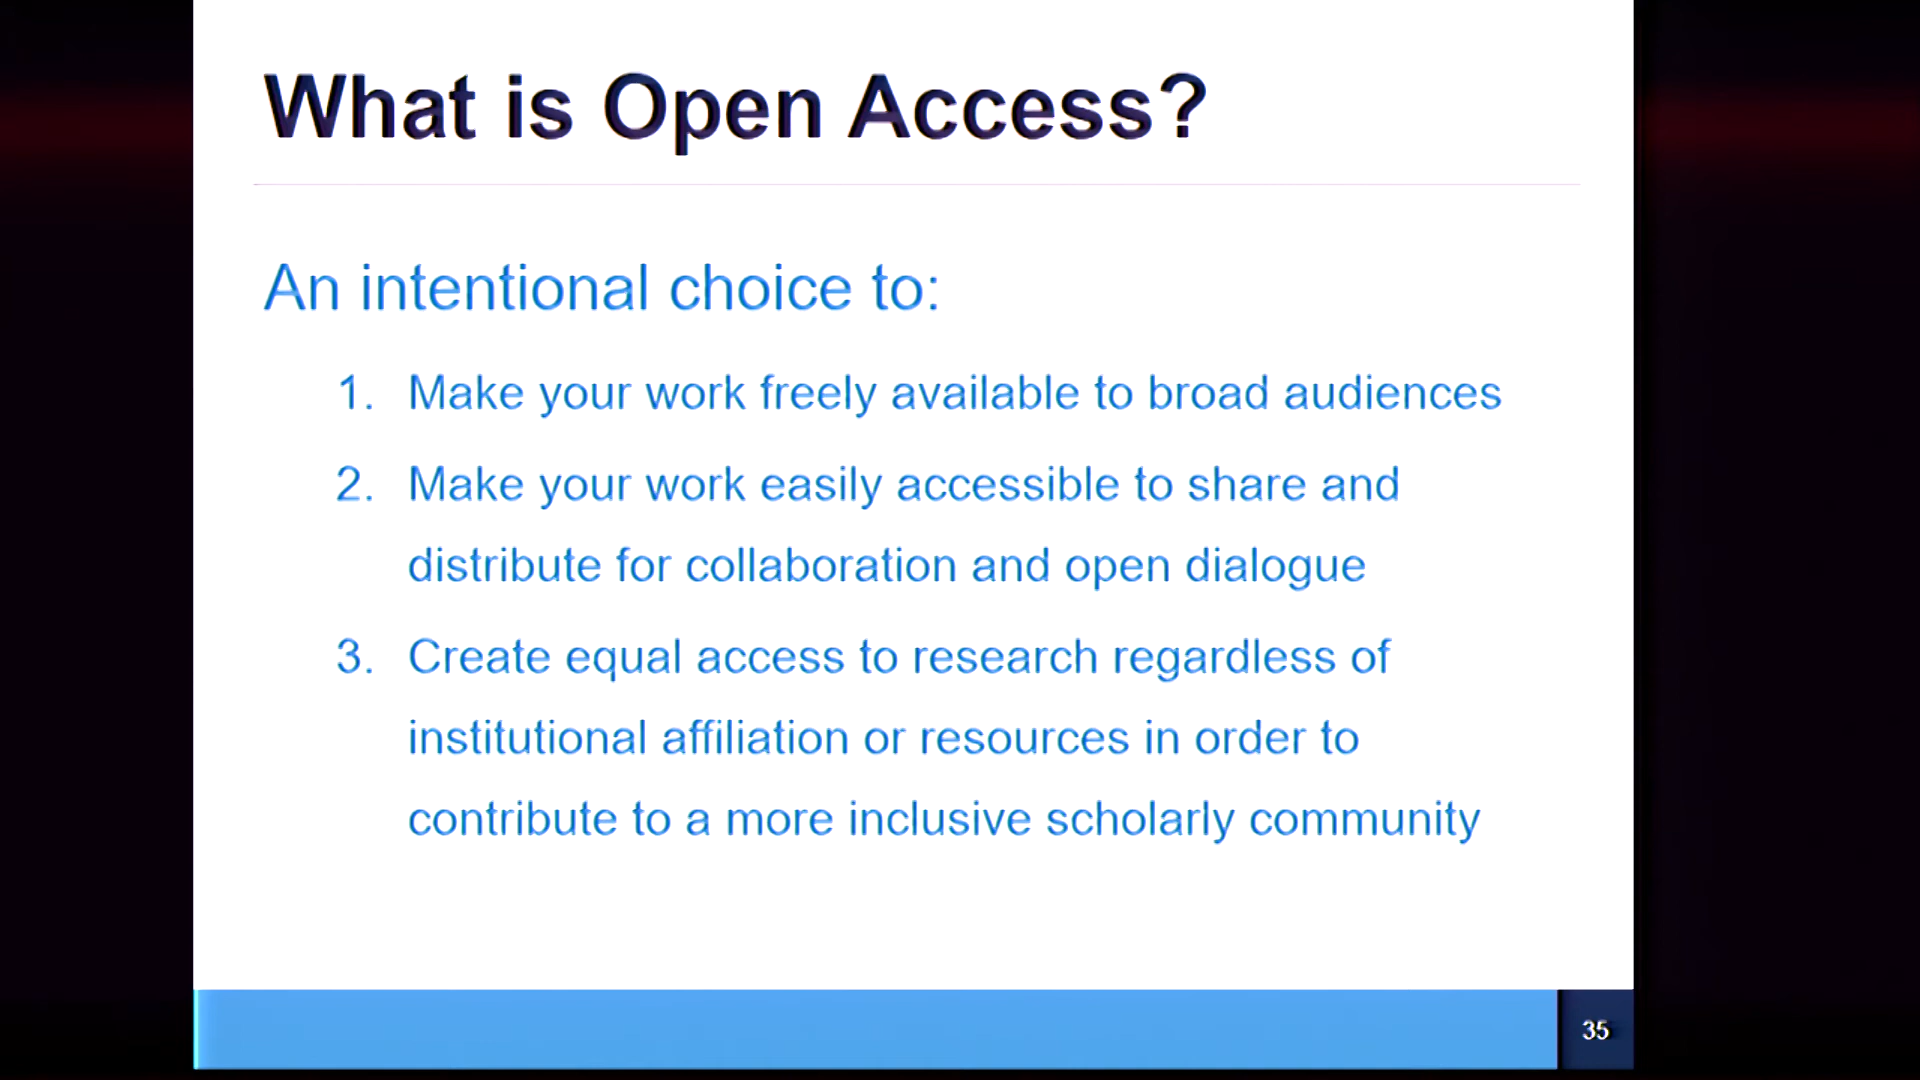 What is Open Access?
An intentional choice to:
1. Make your work freely available to broad audiences
2. Make your work easily accessible to share and
distribute for collaboration and open dialogue
3. Create equal access to research regardless of
institutional affiliation or resources in order to
contribute to a more inclusive scholarly community
35